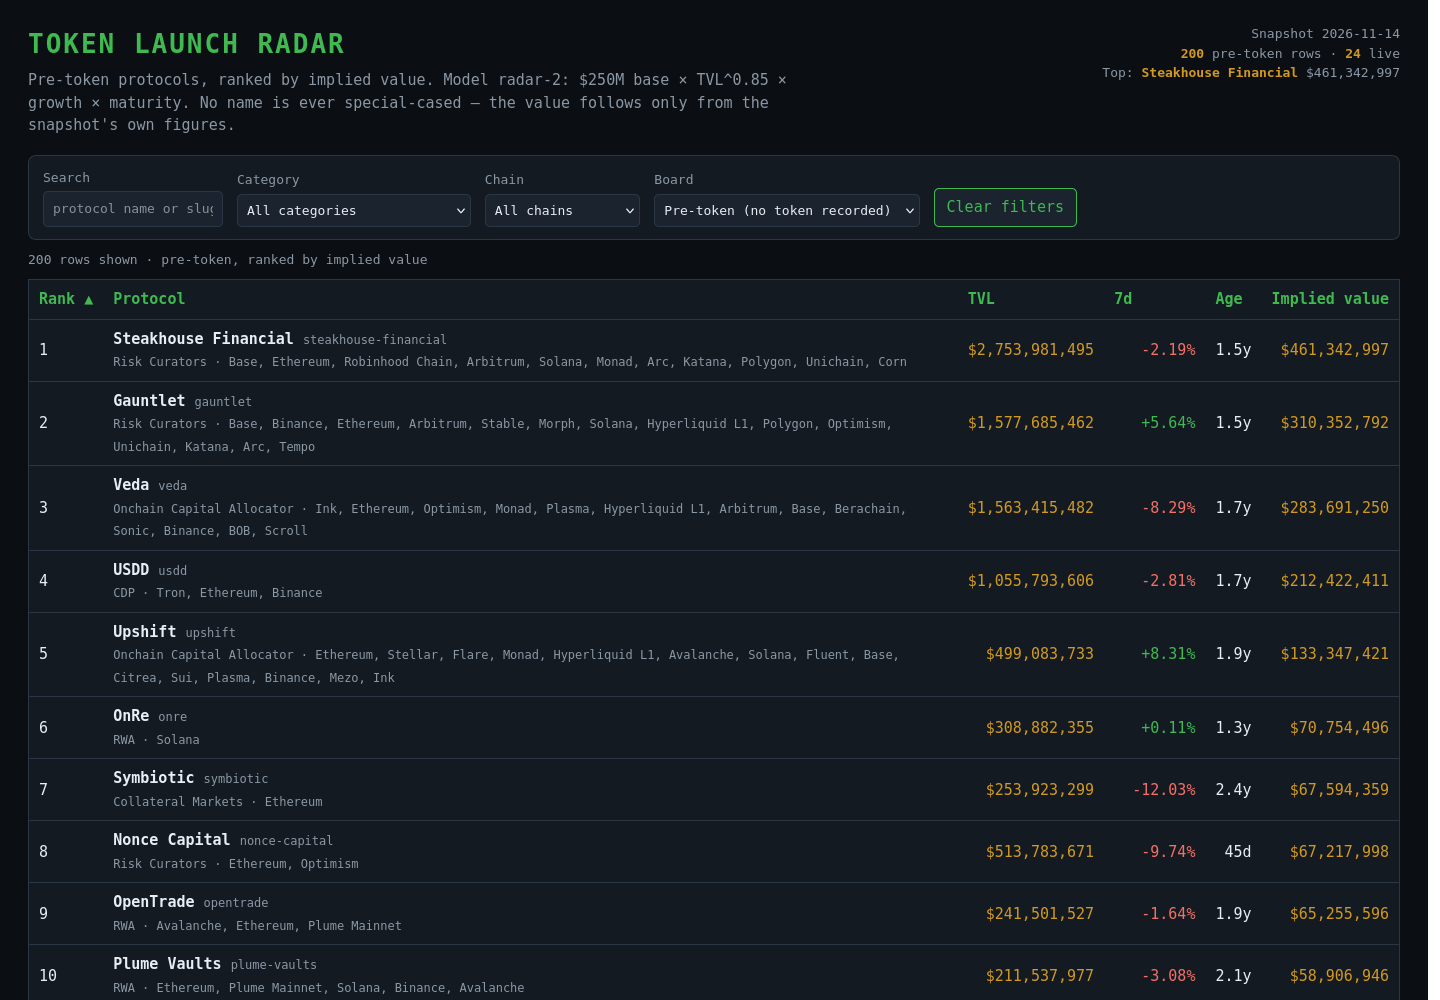 TOKEN LAUNCH RADAR
Pre-token protocols, ranked by implied value. Model radar-2: $250M base × TVL^0.85 ×
growth × maturity. No name is ever special-cased — the value follows only from the
snapshot's own figures.
Snapshot 2026-11-14
200 pre-token rows · 24 live
Top: Steakhouse Financial $461,342,997
Search
protocol name or slug
Category
All categories
Chain
All chains
Board
Pre-token (no token recorded)
Clear filters
200 rows shown · pre-token, ranked by implied value
Rank ▲ Protocol TVL 7d Age Implied value
1 Steakhouse Financial steakhouse-financial $2,753,981,495 -2.19% 1.5y $461,342,997
Risk Curators · Base, Ethereum, Robinhood Chain, Arbitrum, Solana, Monad, Arc, Katana, Polygon, Unichain, Corn
2 Gauntlet gauntlet $1,577,685,462 +5.64% 1.5y $310,352,792
Risk Curators · Base, Binance, Ethereum, Arbitrum, Stable, Morph, Solana, Hyperliquid L1, Polygon, Optimism,
Unichain, Katana, Arc, Tempo
3 Veda veda $1,563,415,482 -8.29% 1.7y $283,691,250
Onchain Capital Allocator · Ink, Ethereum, Optimism, Monad, Plasma, Hyperliquid L1, Arbitrum, Base, Berachain,
Sonic, Binance, BOB, Scroll
4 USDD usdd $1,055,793,606 -2.81% 1.7y $212,422,411
CDP · Tron, Ethereum, Binance
5 Upshift upshift $499,083,733 +8.31% 1.9y $133,347,421
Onchain Capital Allocator · Ethereum, Stellar, Flare, Monad, Hyperliquid L1, Avalanche, Solana, Fluent, Base,
Citrea, Sui, Plasma, Binance, Mezo, Ink
6 OnRe onre $308,882,355 +0.11% 1.3y $70,754,496
RWA · Solana
7 Symbiotic symbiotic $253,923,299 -12.03% 2.4y $67,594,359
Collateral Markets · Ethereum
8 Nonce Capital nonce-capital $513,783,671 -9.74% 45d $67,217,998
Risk Curators · Ethereum, Optimism
9 OpenTrade opentrade $241,501,527 -1.64% 1.9y $65,255,596
RWA · Avalanche, Ethereum, Plume Mainnet
10 Plume Vaults plume-vaults $211,537,977 -3.08% 2.1y $58,906,946
RWA · Ethereum, Plume Mainnet, Solana, Binance, Avalanche